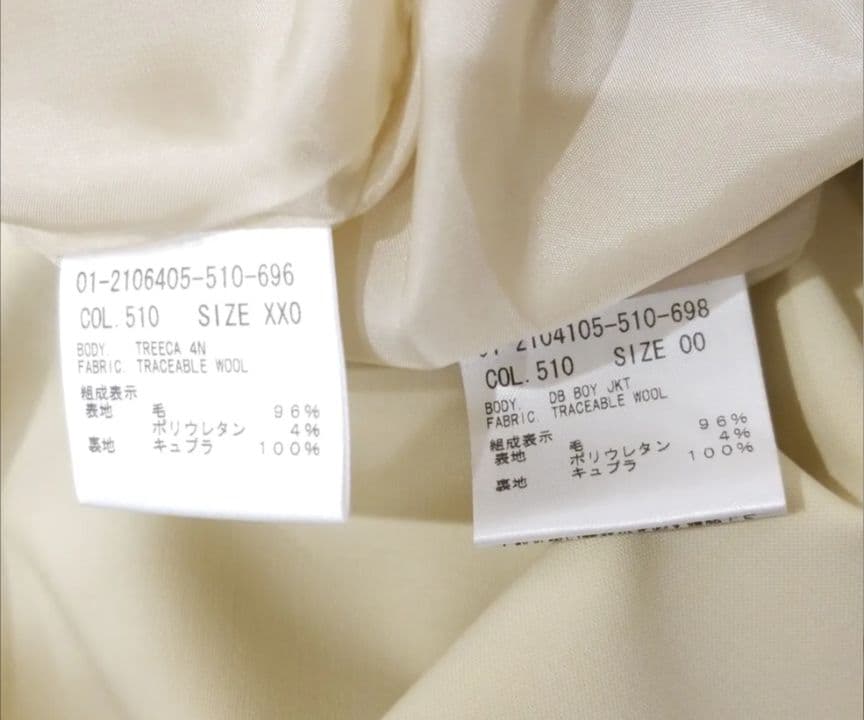 01-2106405-510-696
COL. 510 SIZE XX0
BODY. TREECA 4N
FABRIC. TRACEABLE WOOL
組成表示
表地 毛 96%
ポリウレタン 4%
裏地 キュプラ 100%
01-2104105-510-698
COL. 510 SIZE 00
BODY. DB BOY JKT
FABRIC. TRACEABLE WOOL
組成表示
表地 毛 96%
ポリウレタン 4%
裏地 キュプラ 100%